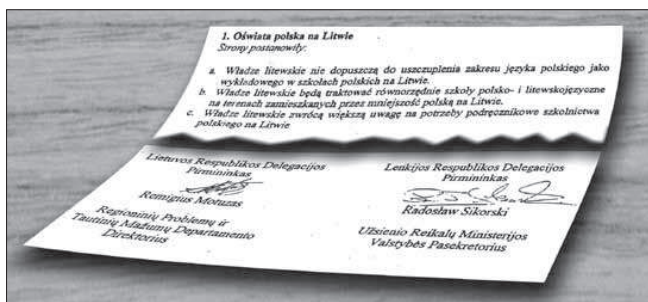 1. Oświata polska na Litwie
Strony postanowiły:
a. Władze litewskie nie dopuszczą do uszczuplenia zakresu języka polskiego jako
wykładowego w szkołach polskich na Litwie.
b. Władze litewskie będą traktować równorzędnie szkoły polsko- i litewskojęzyczne
na terenach zamieszkanych przez mniejszość polską na Litwie.
c. Władze litewskie zwrócą większą uwagę na potrzeby podręcznikowe szkolnictwa
polskiego na Litwie
Lietuvos Respublikos Delegacijos
Pirmininkas
Remigius Motuzas
Regioninių Problemų ir
Tautinių Mažumų Departamento
Direktorius
Lenkijos Respublikos Delegacijos
Pirmininkas
Radosław Sikorski
Užsienio Reikalų Ministerijos
Valstybės Pasekretorius